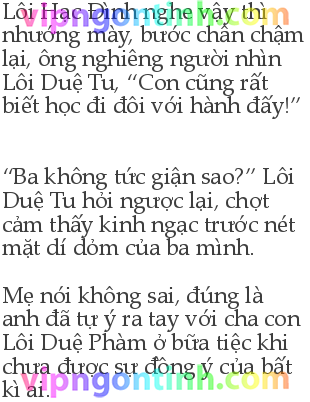 Lôi Hạc Đình nghe vậy thì
nhướng mày, bước chân chậm
lại, ông nghiêng người nhìn
Lôi Duệ Tu, “Con cũng rất
biết học đi đôi với hành đấy!”
“Ba không tức giận sao?” Lôi
Duệ Tu hỏi ngược lại, chợt
cảm thấy kinh ngạc trước nét
mặt dí dỏm của ba mình.
Mẹ nói không sai, đúng là
anh đã tự ý ra tay với cha con
Lôi Duệ Phàm ở bữa tiệc khi
chưa được sự đồng ý của bất
kì ai.
vipngontinh.com
vipngontinh.com